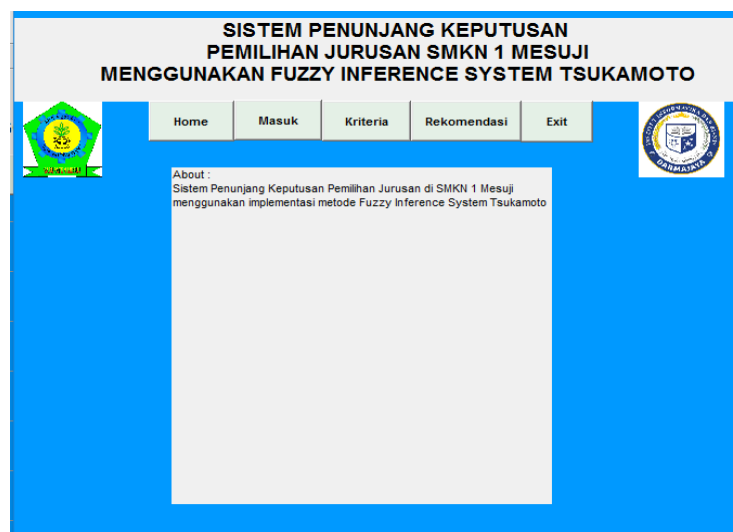 SISTEM PENUNJANG KEPUTUSAN
PEMILIHAN JURUSAN SMKN 1 MESUJI
MENGGUNAKAN FUZZY INFERENCE SYSTEM TSUKAMOTO
Home Masuk Kriteria Rekomendasi Exit
DARMAJAYA
About :
Sistem Penunjang Keputusan Pemilihan Jurusan di SMKN 1 Mesuji
menggunakan implementasi metode Fuzzy Inference System Tsukamoto